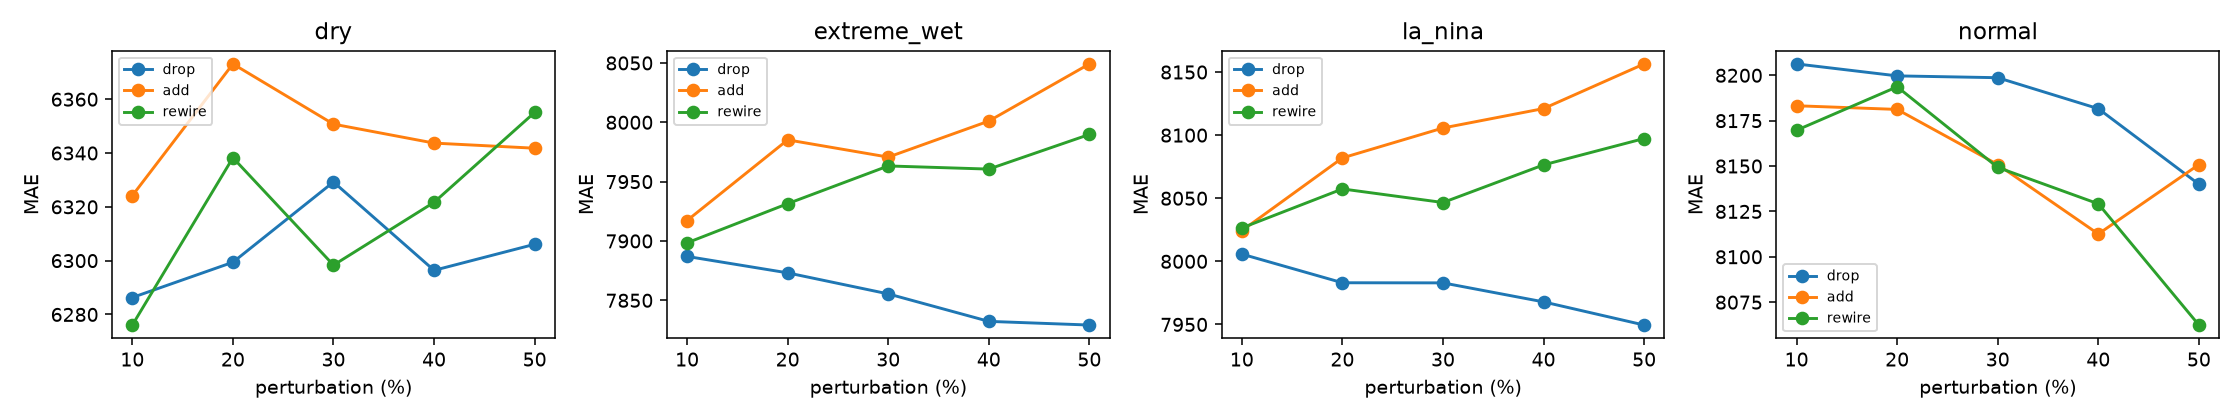 dry
drop
add
rewire
6360
6340
6320
6300
6280
MAE
10 20 30 40 50
perturbation (%)
extreme_wet
drop
add
rewire
8050
8000
7950
7900
7850
MAE
10 20 30 40 50
perturbation (%)
la_nina
drop
add
rewire
8150
8100
8050
8000
7950
MAE
10 20 30 40 50
perturbation (%)
normal
8200
8175
8150
8125
8100
8075
MAE
drop
add
rewire
10 20 30 40 50
perturbation (%)